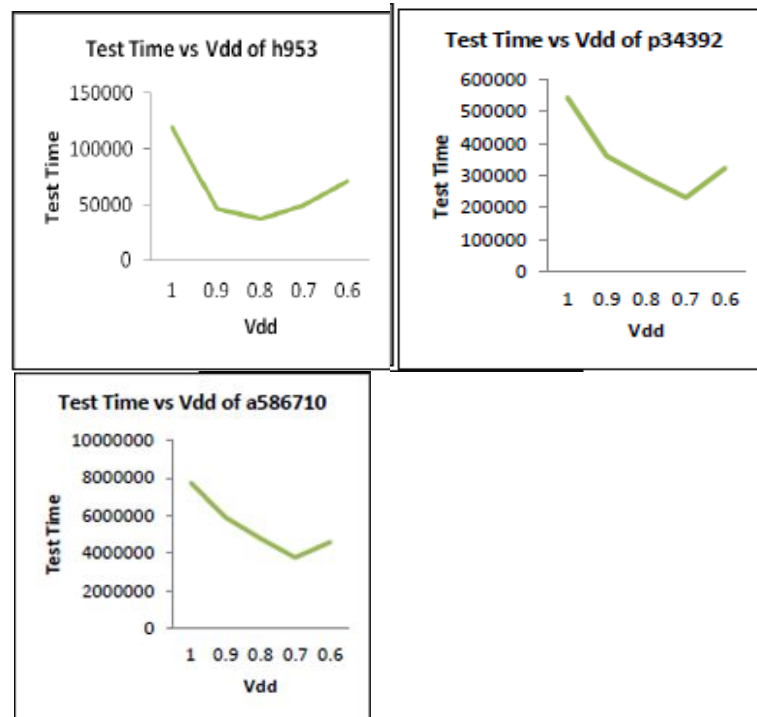 Test Time vs Vdd of h953
150000
100000
50000
0
Test Time
1 0.9 0.8 0.7 0.6
Vdd
Test Time vs Vdd of p34392
600000
500000
400000
300000
200000
100000
0
Test Time
1 0.9 0.8 0.7 0.6
Vdd
Test Time vs Vdd of a586710
10000000
8000000
6000000
4000000
2000000
0
Test Time
1 0.9 0.8 0.7 0.6
Vdd